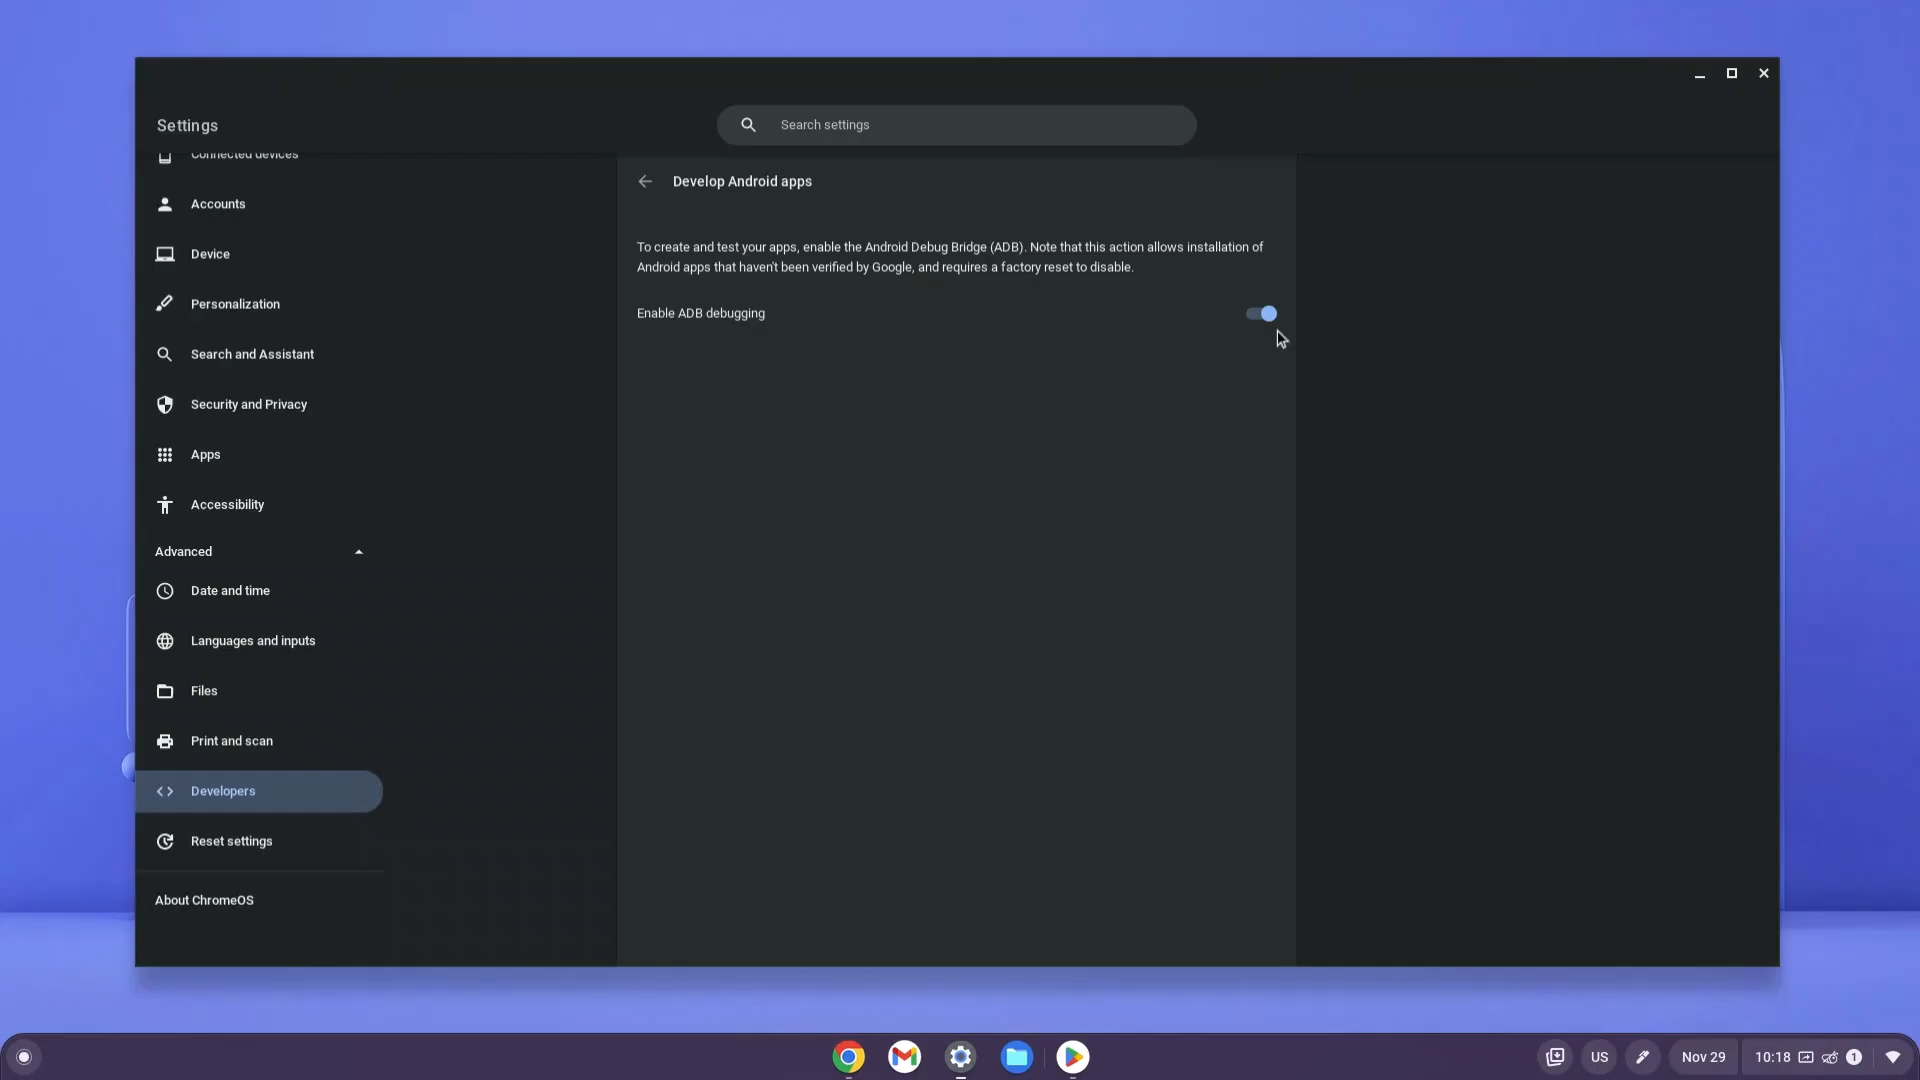 Settings
Search settings
Connected devices
Accounts
Device
Personalization
Search and Assistant
Security and Privacy
Apps
Accessibility
Advanced
Date and time
Languages and inputs
Files
Print and scan
Developers
Reset settings
About ChromeOS
Develop Android apps
To create and test your apps, enable the Android Debug Bridge (ADB). Note that this action allows installation of
Android apps that haven't been verified by Google, and requires a factory reset to disable.
Enable ADB debugging
US
Nov 29
10:18
1